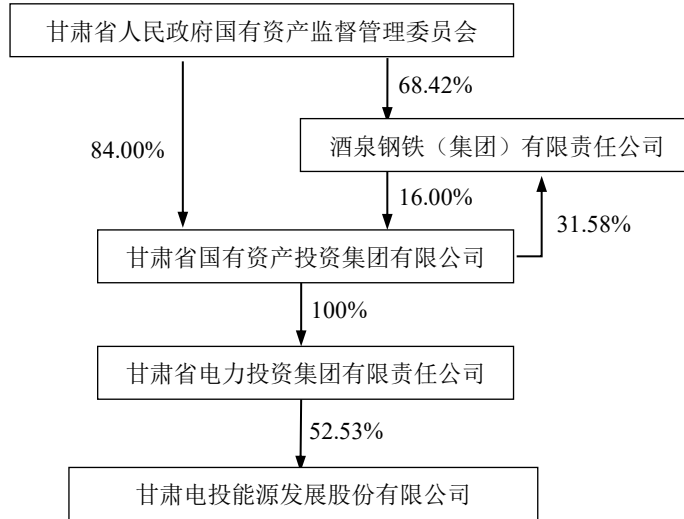 甘肃省人民政府国有资产监督管理委员会
68.42%
酒泉钢铁（集团）有限责任公司
84.00%
16.00%
31.58%
甘肃省国有资产投资集团有限公司
100%
甘肃省电力投资集团有限责任公司
52.53%
甘肃电投能源发展股份有限公司